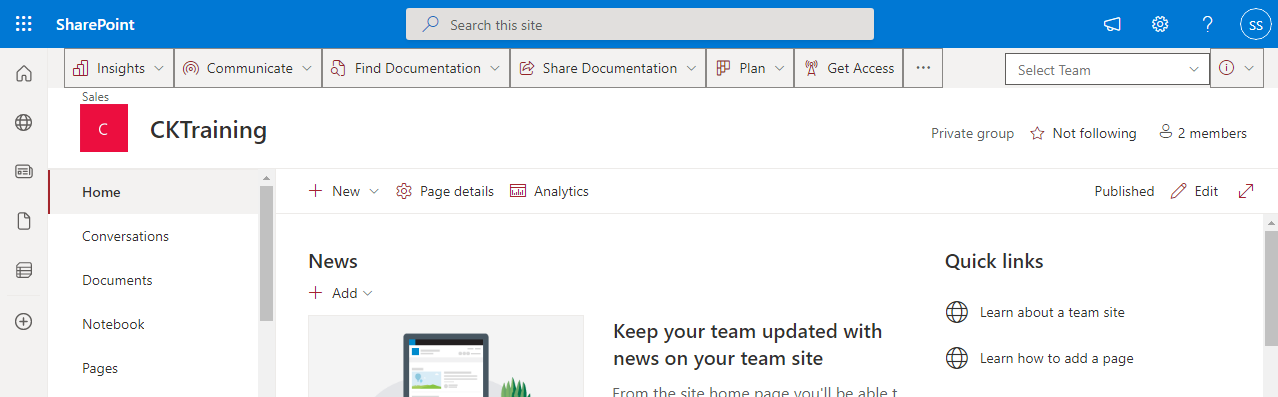 SharePoint
Search this site
SS
Insights
Communicate
Find Documentation
Share Documentation
Plan
Get Access
...
Select Team
Sales
C
CKTraining
Private group
Not following
2 members
Home
Conversations
Documents
Notebook
Pages
New
Page details
Analytics
Published
Edit
News
Add
Keep your team updated with
news on your team site
From the site home page you'll be able t
Quick links
Learn about a team site
Learn how to add a page